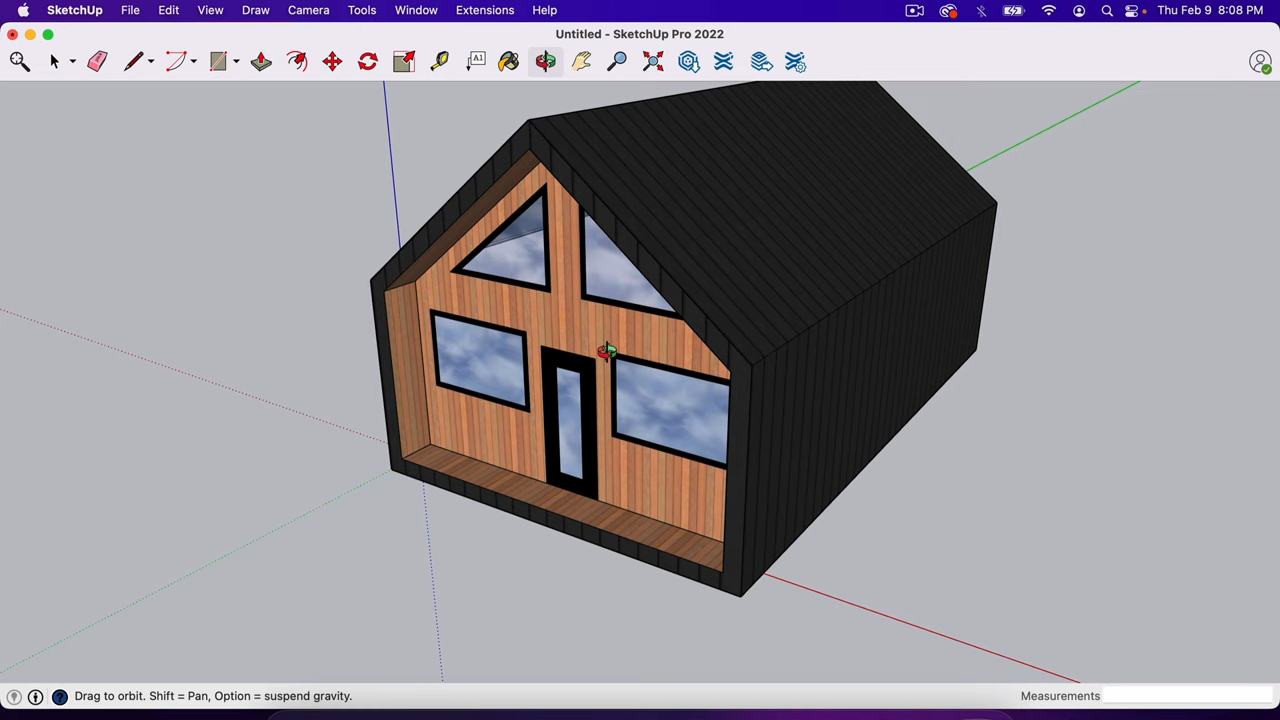 SketchUp File Edit View Draw Camera Tools Window Extensions Help Thu Feb 9 8:08 PM
Untitled - SketchUp Pro 2022
A1
Drag to orbit. Shift = Pan, Option = suspend gravity. Measurements